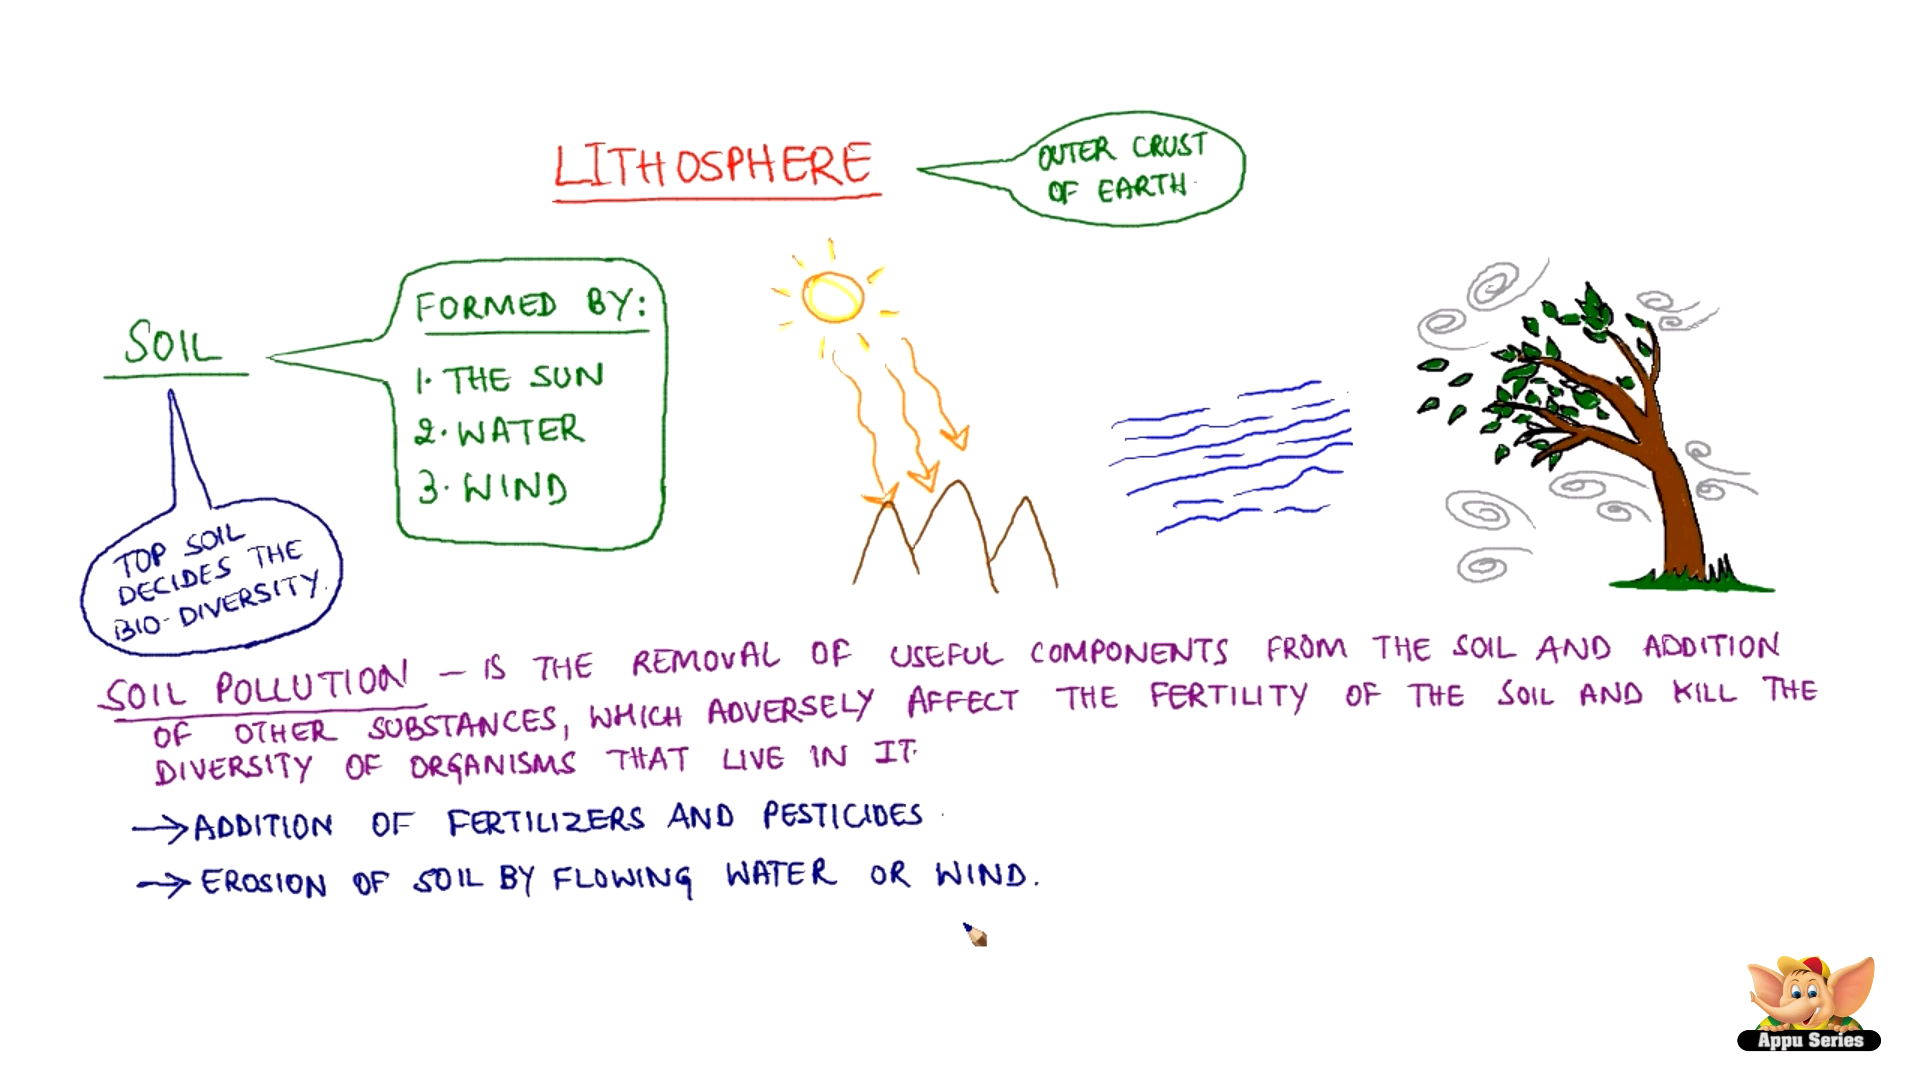 LITHOSPHERE
OUTER CRUST
OF EARTH.
SOIL
FORMED BY:
1. THE SUN
2. WATER
3. WIND
TOP SOIL
DECIDES THE
BIO-DIVERSITY.
SOIL POLLUTION – IS THE REMOVAL OF USEFUL COMPONENTS FROM THE SOIL AND ADDITION
OF OTHER SUBSTANCES, WHICH ADVERSELY AFFECT THE FERTILITY OF THE SOIL AND KILL THE
DIVERSITY OF ORGANISMS THAT LIVE IN IT.
→ ADDITION OF FERTILIZERS AND PESTICIDES.
→ EROSION OF SOIL BY FLOWING WATER OR WIND.
Appu Series